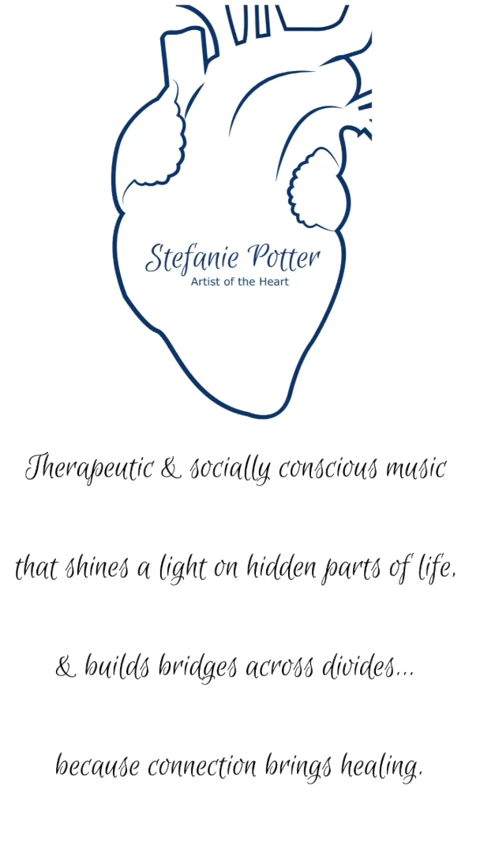 Stefanie Potter
Artist of the Heart
Therapeutic & socially conscious music
that shines a light on hidden parts of life,
& builds bridges across divides...
because connection brings healing.